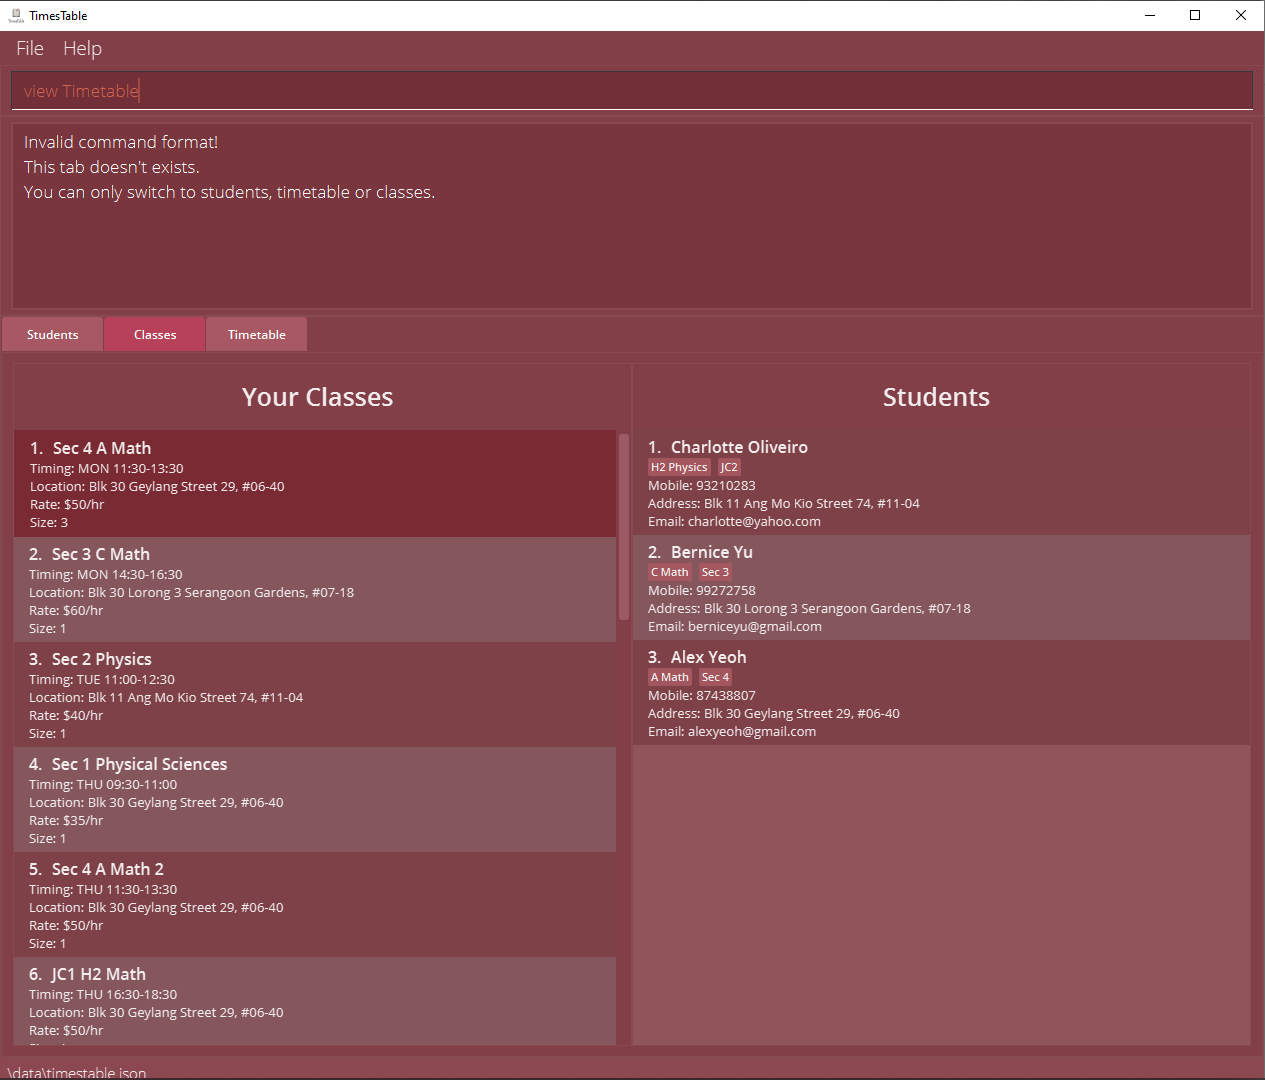 TimesTable
File Help
view Timetable
Invalid command format!
This tab doesn't exists.
You can only switch to students, timetable or classes.
Students Classes Timetable
Your Classes
1. Sec 4 A Math
Timing: MON 11:30-13:30
Location: Blk 30 Geylang Street 29, #06-40
Rate: $50/hr
Size: 3
2. Sec 3 C Math
Timing: MON 14:30-16:30
Location: Blk 30 Lorong 3 Serangoon Gardens, #07-18
Rate: $60/hr
Size: 1
3. Sec 2 Physics
Timing: TUE 11:00-12:30
Location: Blk 11 Ang Mo Kio Street 74, #11-04
Rate: $40/hr
Size: 1
4. Sec 1 Physical Sciences
Timing: THU 09:30-11:00
Location: Blk 30 Geylang Street 29, #06-40
Rate: $35/hr
Size: 1
5. Sec 4 A Math 2
Timing: THU 11:30-13:30
Location: Blk 30 Geylang Street 29, #06-40
Rate: $50/hr
Size: 1
6. JC1 H2 Math
Timing: THU 16:30-18:30
Location: Blk 30 Geylang Street 29, #06-40
Rate: $50/hr
Students
1. Charlotte Oliveiro
H2 Physics JC2
Mobile: 93210283
Address: Blk 11 Ang Mo Kio Street 74, #11-04
Email: charlotte@yahoo.com
2. Bernice Yu
C Math Sec 3
Mobile: 99272758
Address: Blk 30 Lorong 3 Serangoon Gardens, #07-18
Email: berniceyu@gmail.com
3. Alex Yeoh
A Math Sec 4
Mobile: 87438807
Address: Blk 30 Geylang Street 29, #06-40
Email: alexyeoh@gmail.com
\data\timestable.json